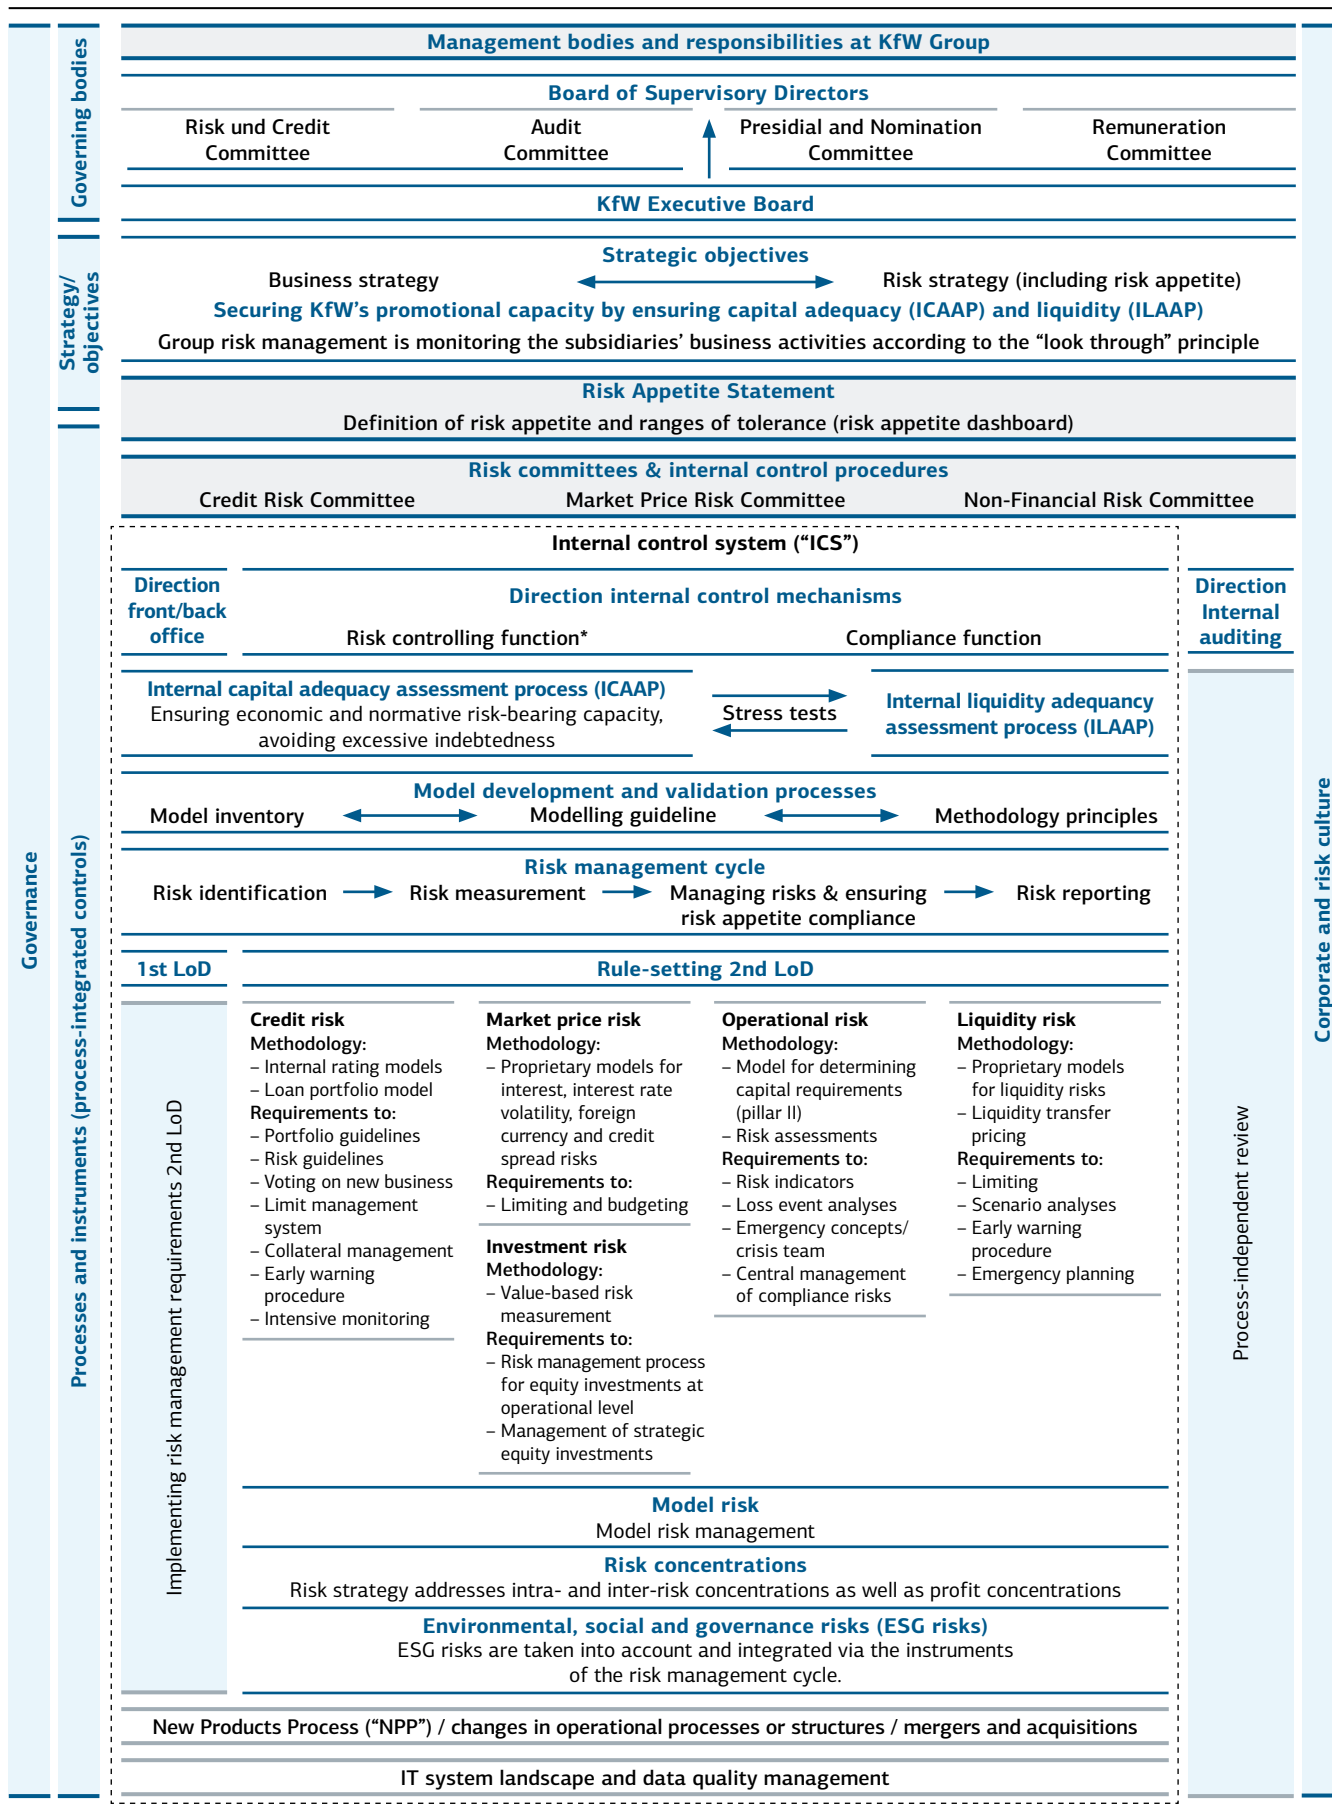 Management bodies and responsibilities at KfW Group
Governing bodies
Board of Supervisory Directors
Risk und Credit
Committee
Audit
Committee
Presidial and Nomination
Committee
Remuneration
Committee
KfW Executive Board
Strategy/
objectives
Strategic objectives
Business strategy
Risk strategy (including risk appetite)
Securing KfW’s promotional capacity by ensuring capital adequacy (ICAAP) and liquidity (ILAAP)
Group risk management is monitoring the subsidiaries’ business activities according to the “look through” principle
Risk Appetite Statement
Definition of risk appetite and ranges of tolerance (risk appetite dashboard)
Governance
Processes and instruments (process-integrated controls)
Corporate and risk culture
Risk committees & internal control procedures
Credit Risk Committee
Market Price Risk Committee
Non-Financial Risk Committee
Internal control system (“ICS”)
Direction
front/back
office
Direction internal control mechanisms
Risk controlling function*
Compliance function
Direction
Internal
auditing
Internal capital adequacy assessment process (ICAAP)
Ensuring economic and normative risk-bearing capacity,
avoiding excessive indebtedness
Stress tests
Internal liquidity adequancy
assessment process (ILAAP)
Model development and validation processes
Model inventory
Modelling guideline
Methodology principles
Risk management cycle
Risk identification
Risk measurement
Managing risks & ensuring
risk appetite compliance
Risk reporting
1st LoD
Rule-setting 2nd LoD
Implementing risk management requirements 2nd LoD
Process-independent review
Credit risk
Methodology:
– Internal rating models
– Loan portfolio model
Requirements to:
– Portfolio guidelines
– Risk guidelines
– Voting on new business
– Limit management
system
– Collateral management
– Early warning
procedure
– Intensive monitoring
Market price risk
Methodology:
– Proprietary models for
interest, interest rate
volatility, foreign
currency and credit
spread risks
Requirements to:
– Limiting and budgeting
Investment risk
Methodology:
– Value-based risk
measurement
Requirements to:
– Risk management process
for equity investments at
operational level
– Management of strategic
equity investments
Operational risk
Methodology:
– Model for determining
capital requirements
(pillar II)
– Risk assessments
Requirements to:
– Risk indicators
– Loss event analyses
– Emergency concepts/
crisis team
– Central management
of compliance risks
Liquidity risk
Methodology:
– Proprietary models
for liquidity risks
– Liquidity transfer
pricing
Requirements to:
– Limiting
– Scenario analyses
– Early warning
procedure
– Emergency planning
Model risk
Model risk management
Risk concentrations
Risk strategy addresses intra- and inter-risk concentrations as well as profit concentrations
Environmental, social and governance risks (ESG risks)
ESG risks are taken into account and integrated via the instruments
of the risk management cycle.
New Products Process (“NPP”) / changes in operational processes or structures / mergers and acquisitions
IT system landscape and data quality management